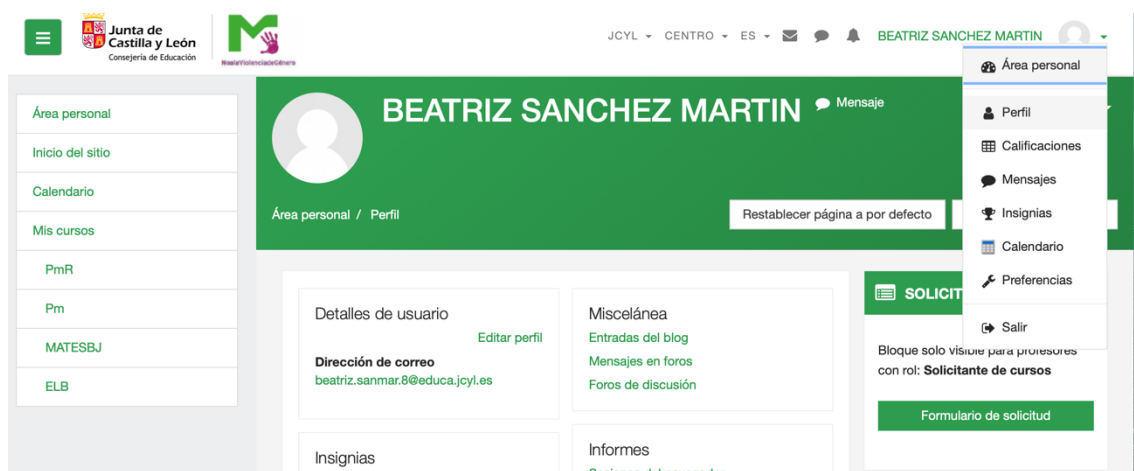 Junta de
Castilla y León
Consejería de Educación
NoalaViolenciadeGénero
JCYL CENTRO ES BEATRIZ SANCHEZ MARTIN
Área personal
Perfil
Calificaciones
Mensajes
Insignias
Calendario
Preferencias
Salir
Área personal
Inicio del sitio
Calendario
Mis cursos
PmR
Pm
MATESBJ
ELB
BEATRIZ SANCHEZ MARTIN Mensaje
Área personal / Perfil
Restablecer página a por defecto
Detalles de usuario
Editar perfil
Dirección de correo
beatriz.sanmar.8@educa.jcyl.es
Insignias
Miscelánea
Entradas del blog
Mensajes en foros
Foros de discusión
Informes
SOLICIT
Bloque solo visible para profesores
con rol: Solicitante de cursos
Formulario de solicitud